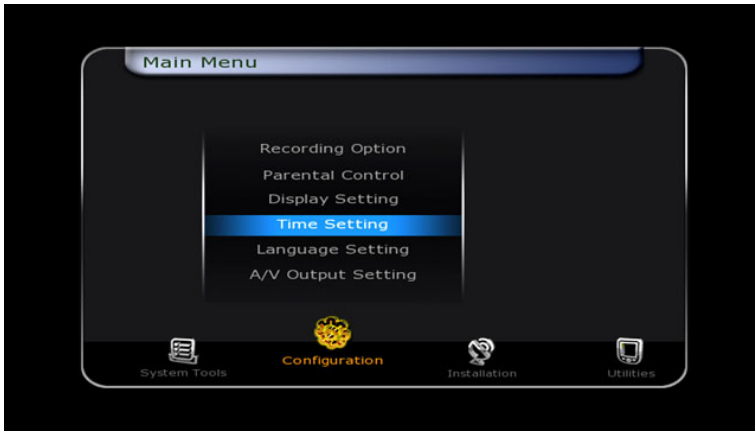 Main Menu
Recording Option
Parental Control
Display Setting
Time Setting
Language Setting
A/V Output Setting
System Tools
Configuration
Installation
Utilities